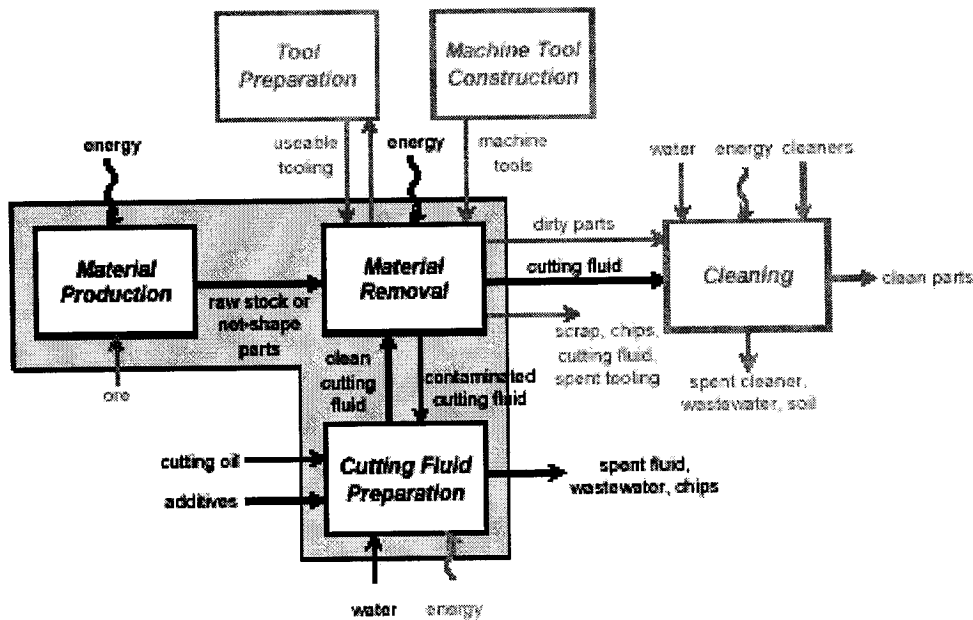 Tool
Preparation
Machine Tool
Construction
energy
useable
tooling
energy
machine
tools
water
energy
cleaners
Material
Production
Material
Removal
dirty parts
cutting fluid
Cleaning
clean parts
raw stock or
net-shape
parts
scrap, chips,
cutting fluid,
spent tooling
ore
clean
cutting
fluid
contaminated
cutting fluid
spent cleaner,
wastewater, soil
cutting oil
additives
Cutting Fluid
Preparation
spent fluid,
wastewater, chips
water
energy